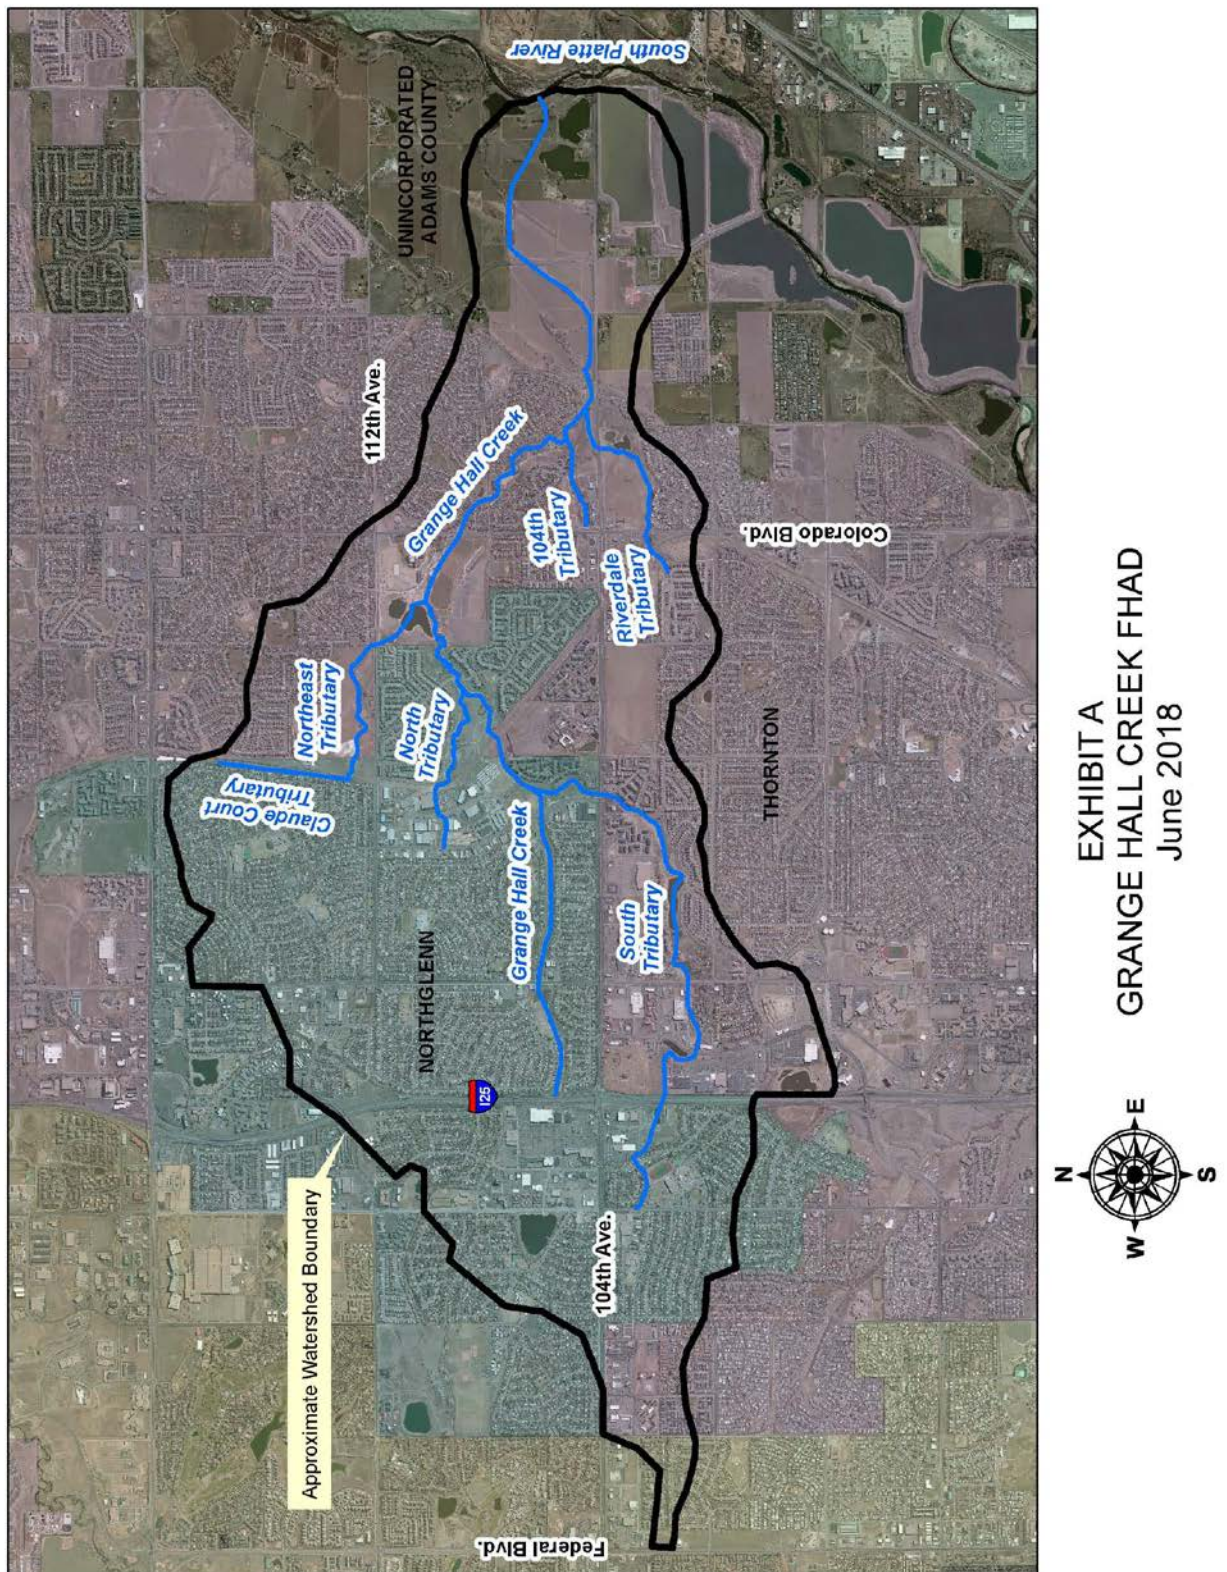 South Platte River
UNINCORPORATED
ADAMS COUNTY
112th Ave.
Grange Hall Creek
104th
Tributary
Riverdale
Tributary
Colorado Blvd.
Northeast
Tributary
North
Tributary
Claude Court
Tributary
THORNTON
Grange Hall Creek
South
Tributary
NORTHGLENN
I25
Approximate Watershed Boundary
104th Ave.
Federal Blvd.
EXHIBIT A
GRANGE HALL CREEK FHAD
June 2018
N
W
E
S